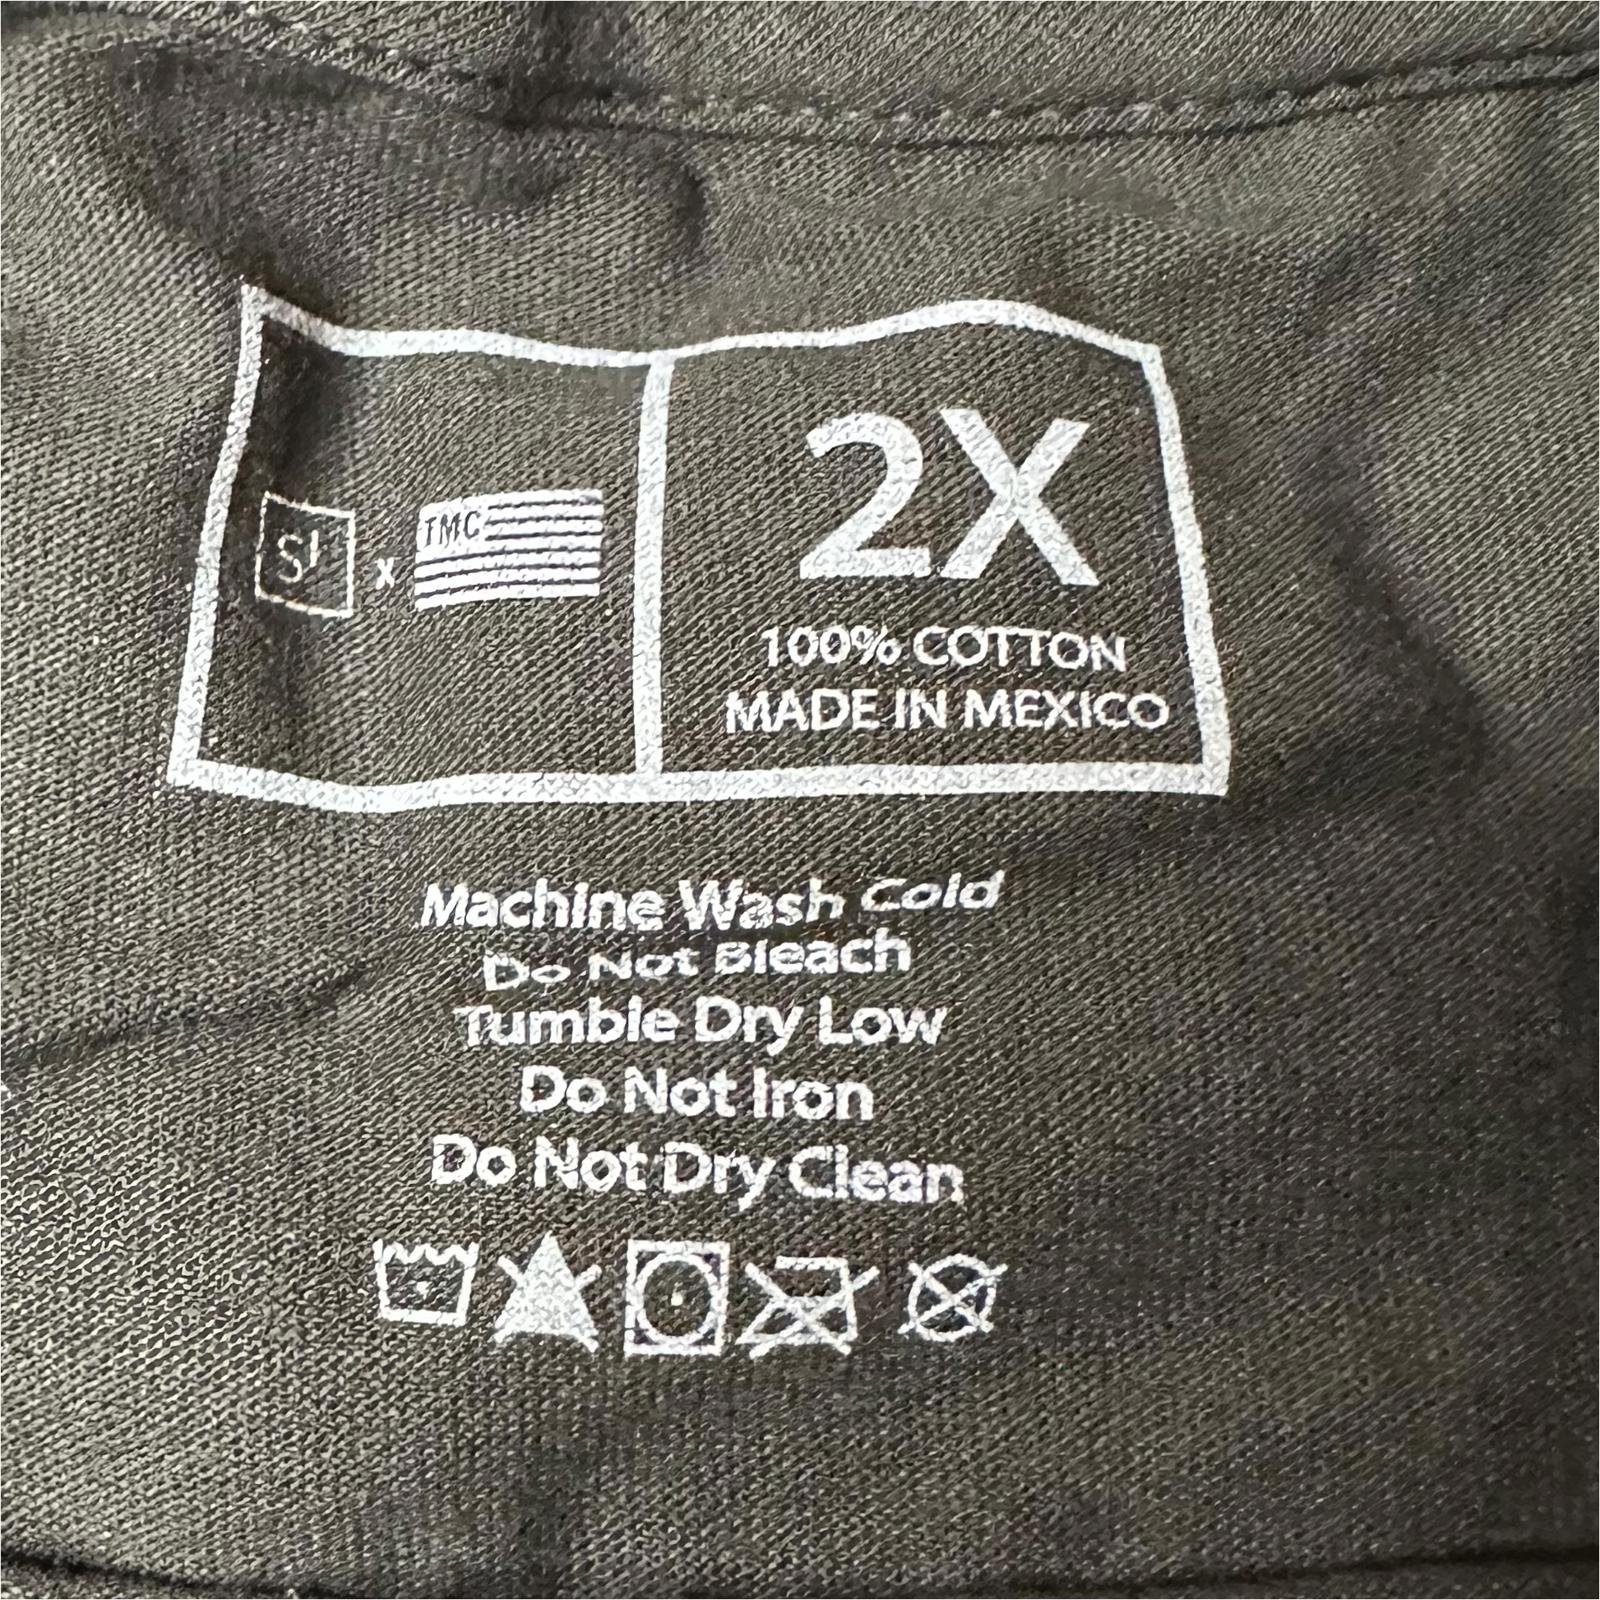 x TMC
2X
100% COTTON
MADE IN MEXICO
Machine Wash Cold
Do Not Bleach
Tumble Dry Low
Do Not Iron
Do Not Dry Clean